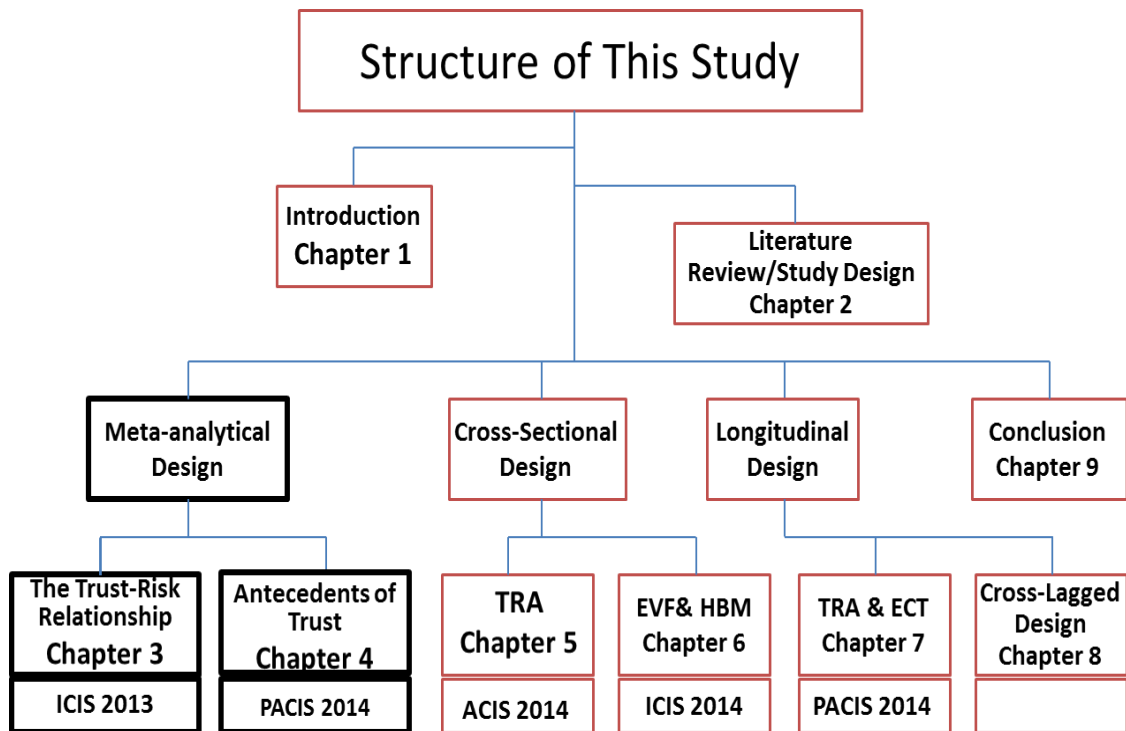 Structure of This Study
Introduction
Chapter 1
Literature
Review/Study Design
Chapter 2
Meta-analytical
Design
Cross-Sectional
Design
Longitudinal
Design
Conclusion
Chapter 9
The Trust-Risk
Relationship
Chapter 3
Antecedents of
Trust
Chapter 4
TRA
Chapter 5
EVF& HBM
Chapter 6
TRA & ECT
Chapter 7
Cross-Lagged
Design
Chapter 8
ICIS 2013
PACIS 2014
ACIS 2014
ICIS 2014
PACIS 2014